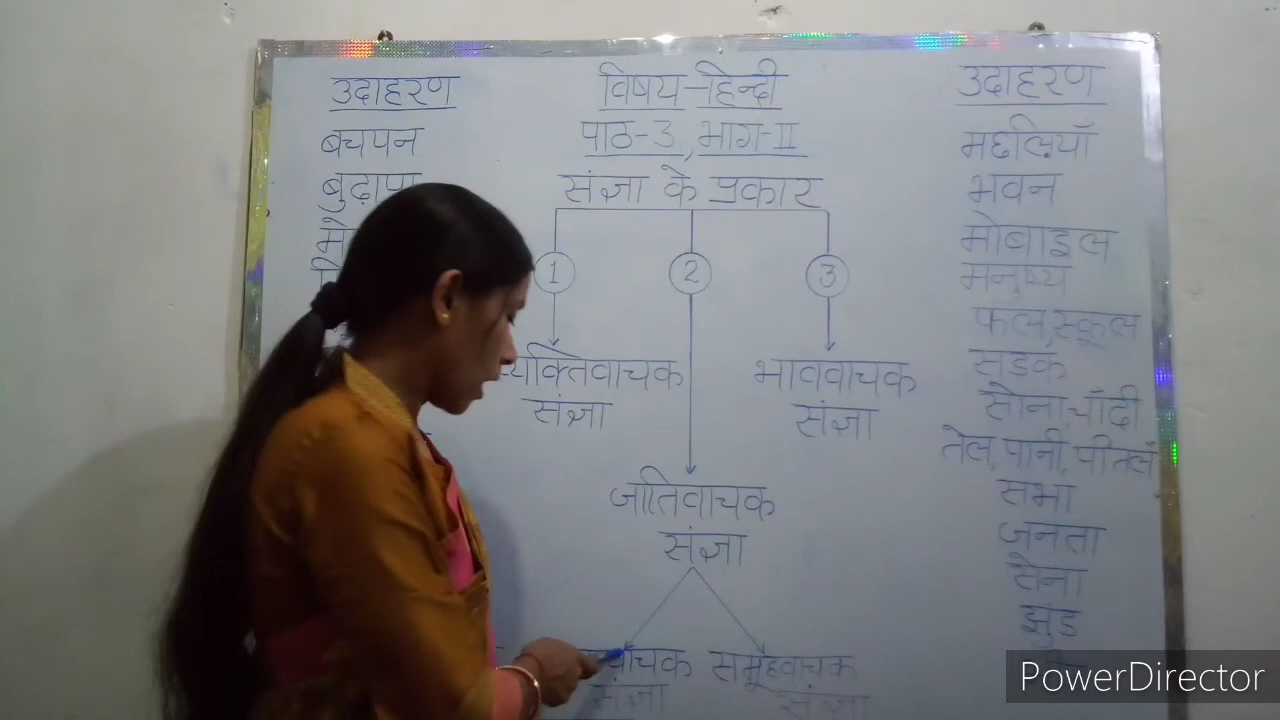 उदाहरण
बचपन
बुढ़ापा
विषय-हिन्दी
पाठ-3, भाग-II
संज्ञा के प्रकार
1
2
3
व्यक्तिवाचक
संज्ञा
भाववाचक
संज्ञा
जातिवाचक
संज्ञा
समूहवाचक
संज्ञा
संज्ञा
उदाहरण
मछलियाँ
भवन
मोबाइल
मनुष्य
फल, स्कूल
सड़क
सोना, चाँदी
तेल, पानी, पीतल
सभा
जनता
सेना
झुंड
PowerDirector